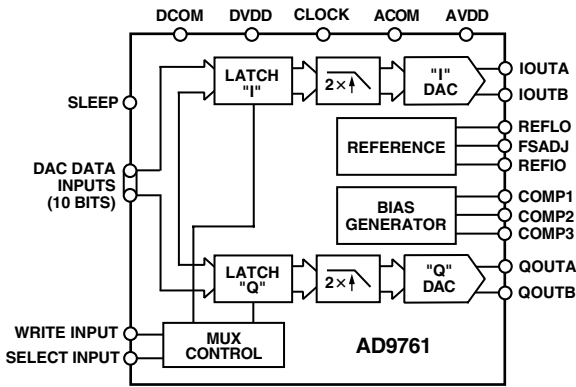 DCOM DVDD CLOCK ACOM AVDD
SLEEP
DAC DATA
INPUTS
(10 BITS)
WRITE INPUT
SELECT INPUT
LATCH
"I"
2×
"I"
DAC
IOUTA
IOUTB
REFERENCE
REFLO
FSADJ
REFIO
BIAS
GENERATOR
COMP1
COMP2
COMP3
LATCH
"Q"
2×
"Q"
DAC
QOUTA
QOUTB
MUX
CONTROL
AD9761